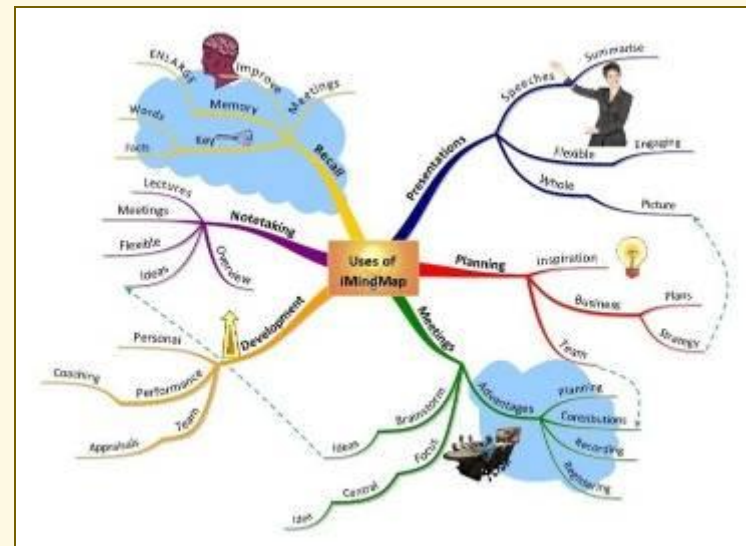 Uses of
iMindMap
Presentations
Speeches
Summarise
Flexible
Engaging
Whole
Picture
Planning
Inspiration
Business
Plans
Strategy
Team
Meetings
Advantages
Planning
Contributions
Recording
Registering
Brainstorm
Ideas
Focus
Central
Idea
Development
Personal
Performance
Coaching
Team
Appraisals
Notetaking
Lectures
Meetings
Flexible
Ideas
Overview
Recall
Meetings
Memory
Improve
ENLARGE
Key
Words
Facts